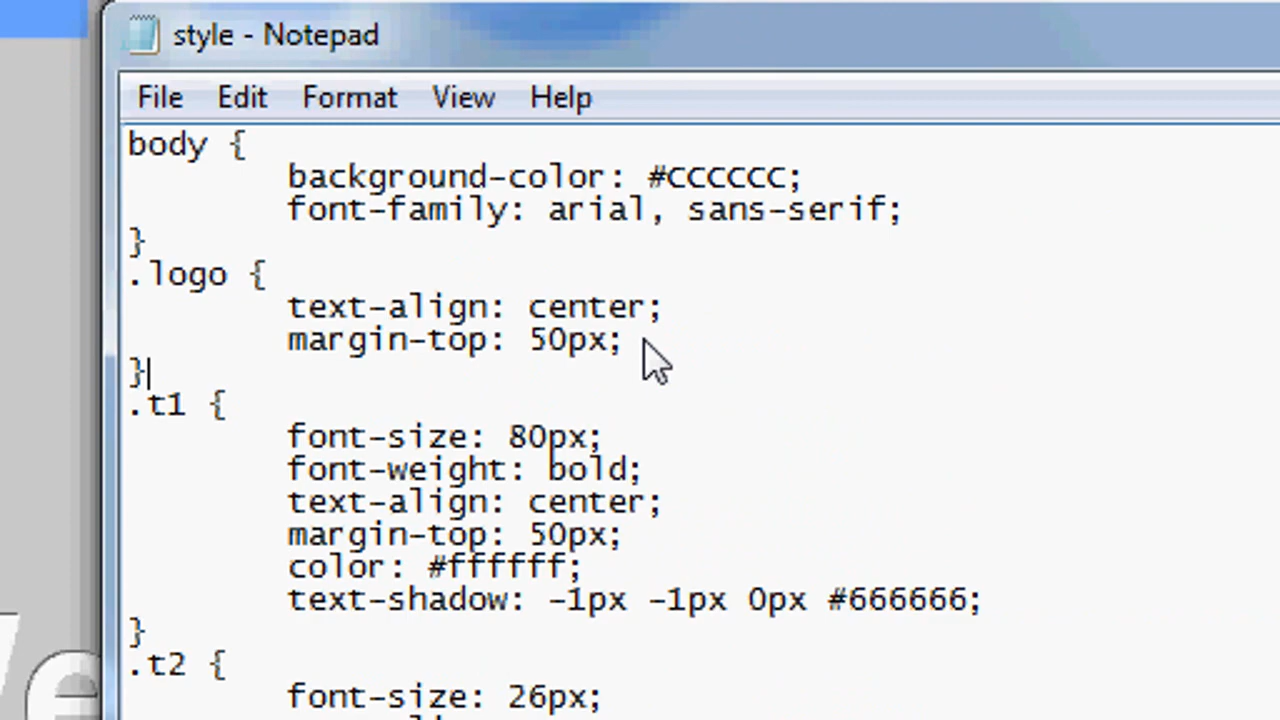 style - Notepad
File Edit Format View Help
body {
background-color: #CCCCCC;
font-family: arial, sans-serif;
}
.logo {
text-align: center;
margin-top: 50px;
}
.t1 {
font-size: 80px;
font-weight: bold;
text-align: center;
margin-top: 50px;
color: #ffffff;
text-shadow: -1px -1px 0px #666666;
}
.t2 {
font-size: 26px;